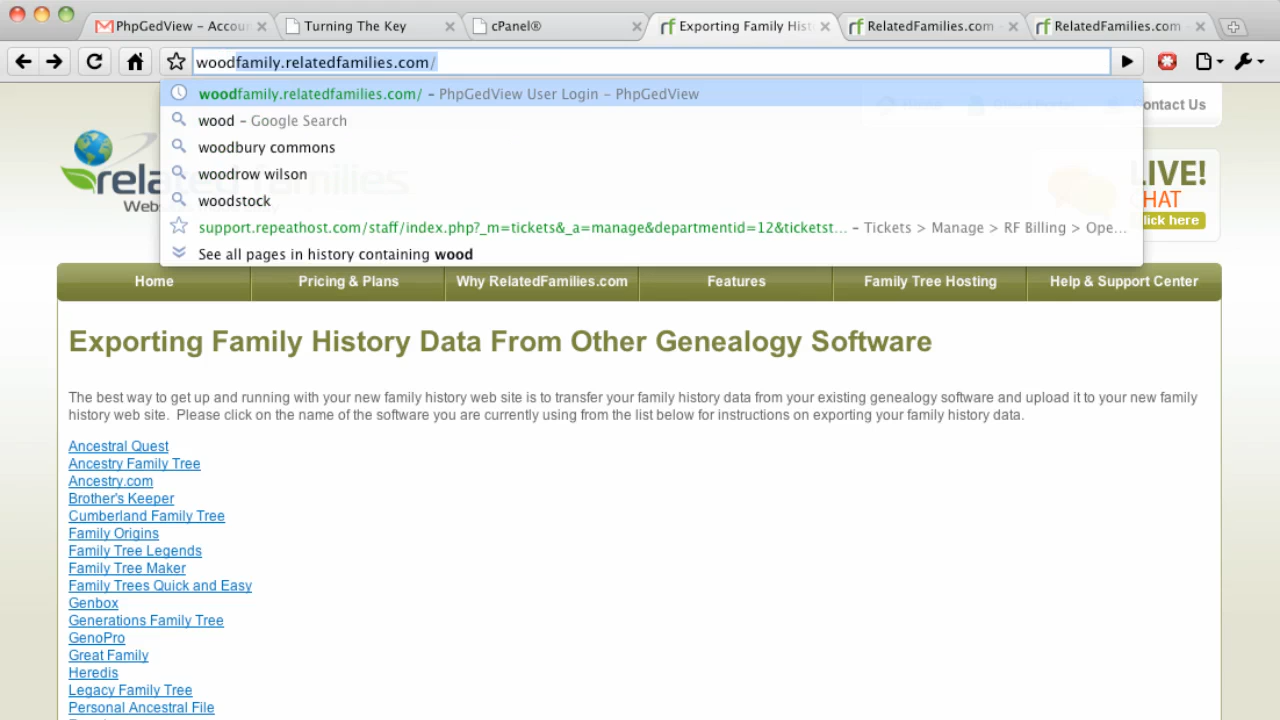 PhpGedView – Accoun
Turning The Key
cPanel®
Exporting Family Hist
RelatedFamilies.com
RelatedFamilies.com
woodfamily.relatedfamilies.com/
woodfamily.relatedfamilies.com/ – PhpGedView User Login – PhpGedView
wood – Google Search
woodbury commons
woodrow wilson
woodstock
support.repeathost.com/staff/index.php?_m=tickets&_a=manage&departmentid=12&ticketst... – Tickets > Manage > RF Billing > Ope...
See all pages in history containing wood
ontact Us
related families
Web
LIVE!
CHAT
lick here
Home
Pricing & Plans
Why RelatedFamilies.com
Features
Family Tree Hosting
Help & Support Center
Exporting Family History Data From Other Genealogy Software
The best way to get up and running with your new family history web site is to transfer your family history data from your existing genealogy software and upload it to your new family
history web site. Please click on the name of the software you are currently using from the list below for instructions on exporting your family history data.
Ancestral Quest
Ancestry Family Tree
Ancestry.com
Brother's Keeper
Cumberland Family Tree
Family Origins
Family Tree Legends
Family Tree Maker
Family Trees Quick and Easy
Genbox
Generations Family Tree
GenoPro
Great Family
Heredis
Legacy Family Tree
Personal Ancestral File